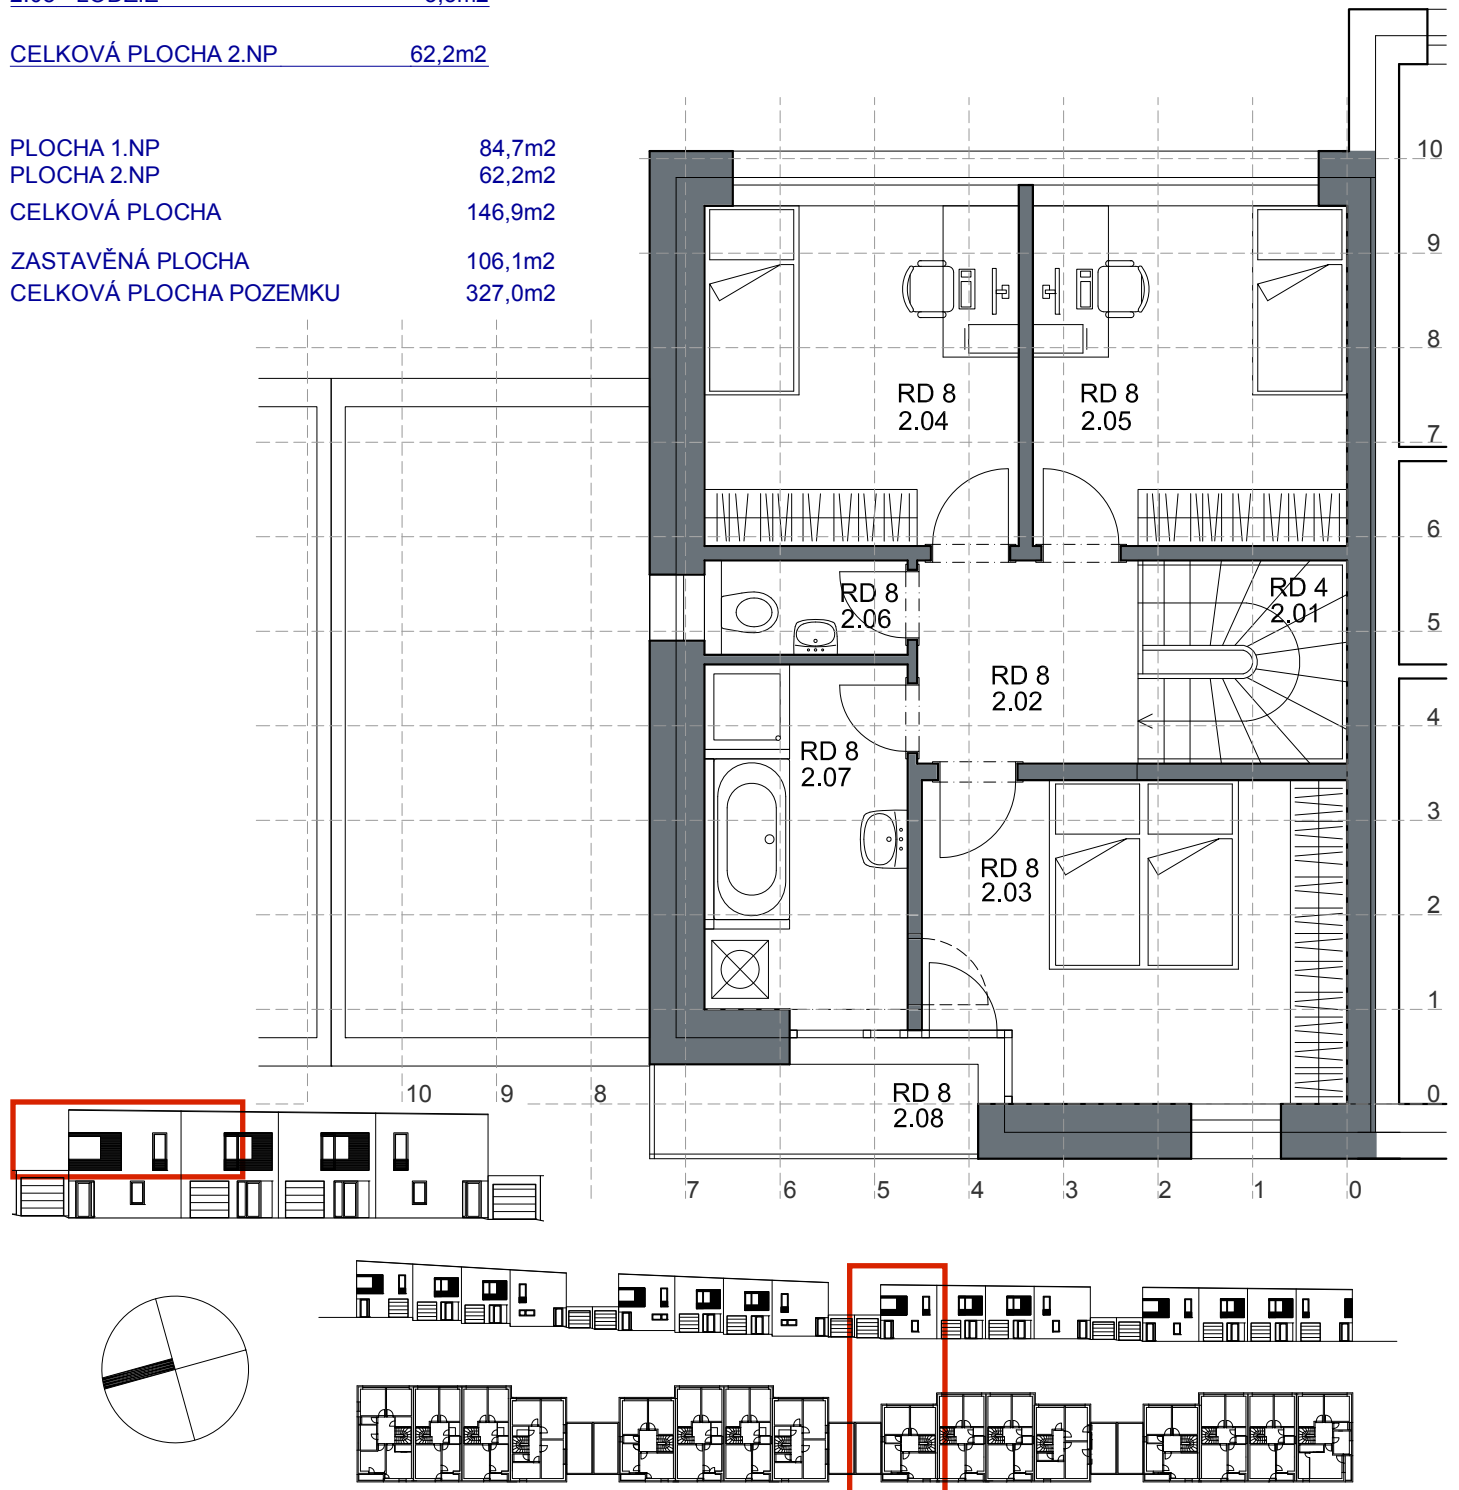 CELKOVÁ PLOCHA 2.NP 62,2m2
PLOCHA 1.NP 84,7m2
PLOCHA 2.NP 62,2m2
CELKOVÁ PLOCHA 146,9m2
ZASTAVĚNÁ PLOCHA 106,1m2
CELKOVÁ PLOCHA POZEMKU 327,0m2
10
9
8
7
6
5
4
3
2
1
0
RD 8
2.04
RD 8
2.05
RD 8
2.06
RD 4
2.01
RD 8
2.02
RD 8
2.07
RD 8
2.03
RD 8
2.08
10
9
8
7
6
5
4
3
2
1
0